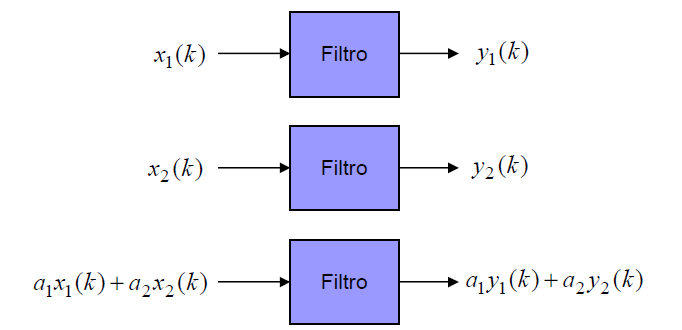 x₁(k) Filtro y₁(k)
x₂(k) Filtro y₂(k)
a₁x₁(k)+a₂x₂(k) Filtro a₁y₁(k)+a₂y₂(k)